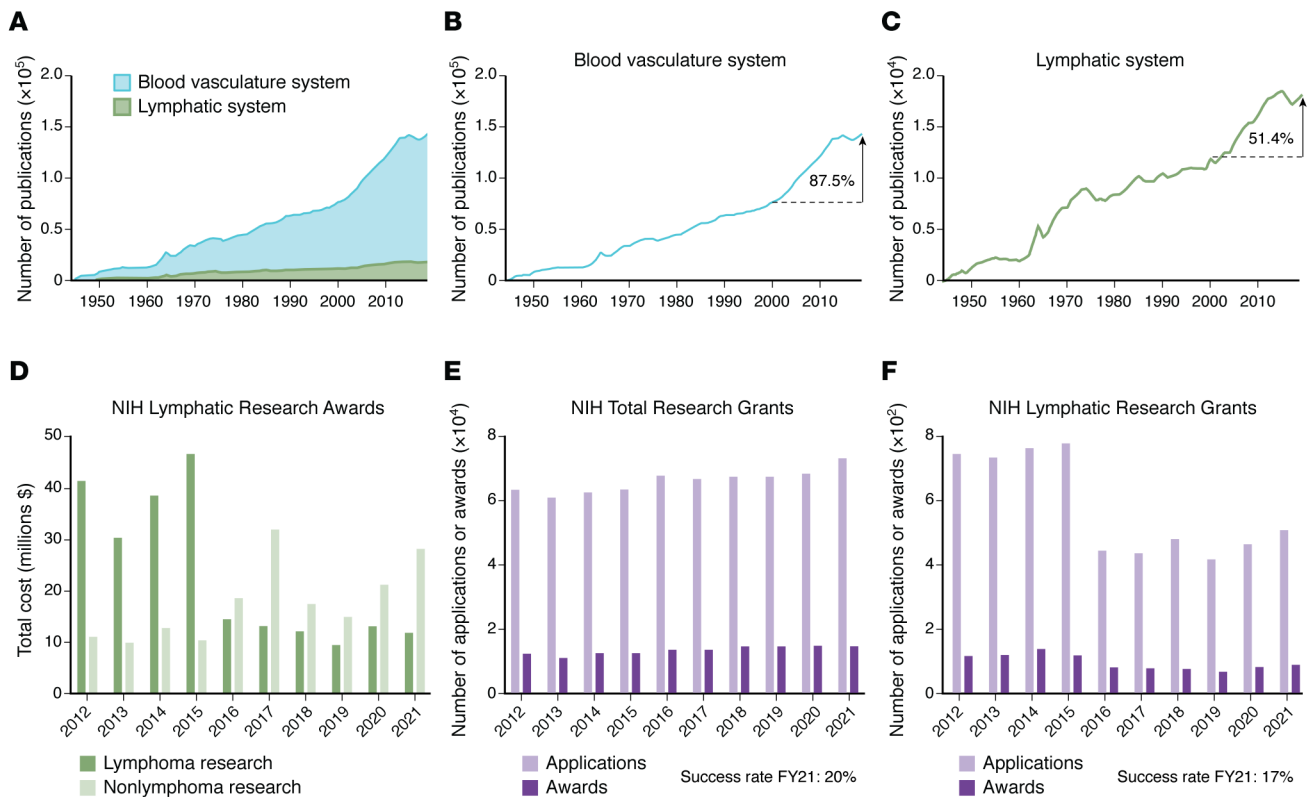 A
Number of publications (×10⁵)
2.0
1.5
1.0
0.5
0
Blood vasculature system
Lymphatic system
1950 1960 1970 1980 1990 2000 2010
B
Blood vasculature system
Number of publications (×10⁵)
2.0
1.5
1.0
0.5
0
87.5%
1950 1960 1970 1980 1990 2000 2010
C
Lymphatic system
Number of publications (×10⁴)
2.0
1.5
1.0
0.5
0
51.4%
1950 1960 1970 1980 1990 2000 2010
D
NIH Lymphatic Research Awards
Total cost (millions $)
50
40
30
20
10
0
2012 2013 2014 2015 2016 2017 2018 2019 2020 2021
Lymphoma research
Nonlymphoma research
E
NIH Total Research Grants
Number of applications or awards (×10⁴)
8
6
4
2
0
2012 2013 2014 2015 2016 2017 2018 2019 2020 2021
Applications
Awards
Success rate FY21: 20%
F
NIH Lymphatic Research Grants
Number of applications or awards (×10²)
8
6
4
2
0
2012 2013 2014 2015 2016 2017 2018 2019 2020 2021
Applications
Awards
Success rate FY21: 17%